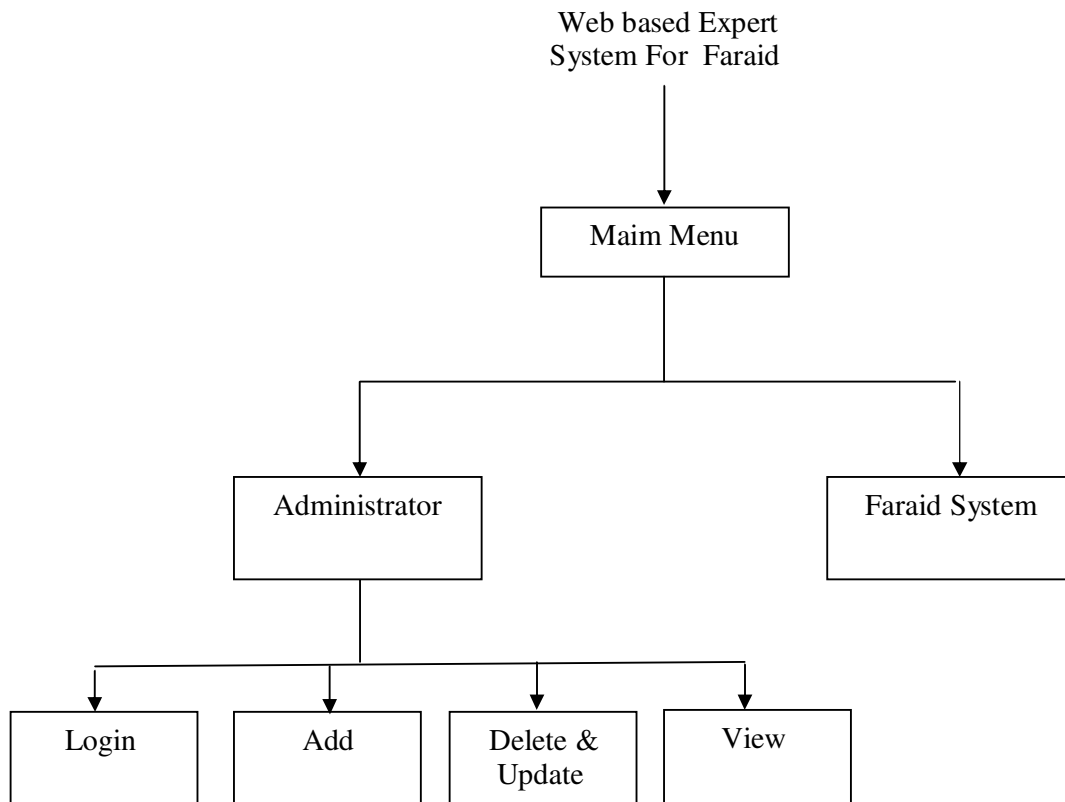 Web based Expert
System For Faraid
Maim Menu
Administrator
Faraid System
Login
Add
Delete &
Update
View